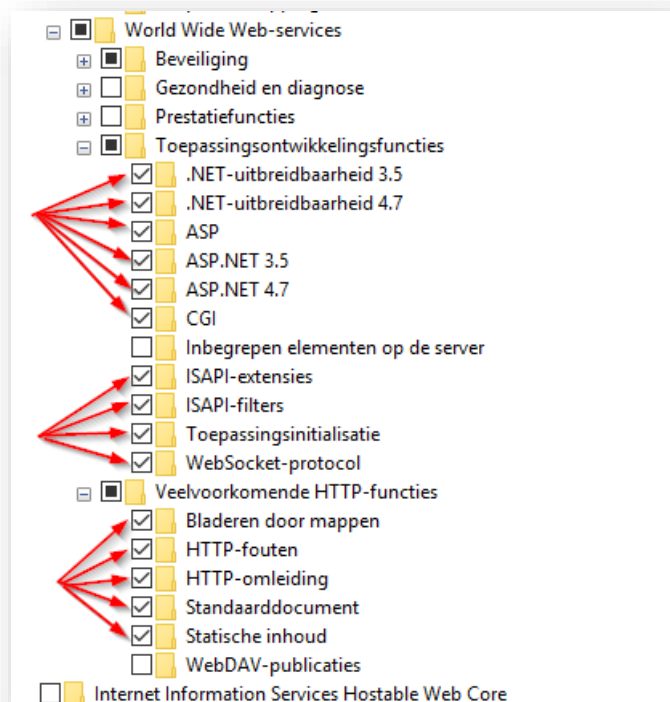 World Wide Web-services
Beveiliging
Gezondheid en diagnose
Prestatiefuncties
Toepassingsontwikkelingsfuncties
.NET-uitbreidbaarheid 3.5
.NET-uitbreidbaarheid 4.7
ASP
ASP.NET 3.5
ASP.NET 4.7
CGI
Inbegrepen elementen op de server
ISAPI-extensies
ISAPI-filters
Toepassingsinitialisatie
WebSocket-protocol
Veelvoorkomende HTTP-functies
Bladeren door mappen
HTTP-fouten
HTTP-omleiding
Standaarddocument
Statische inhoud
WebDAV-publicaties
Internet Information Services Hostable Web Core